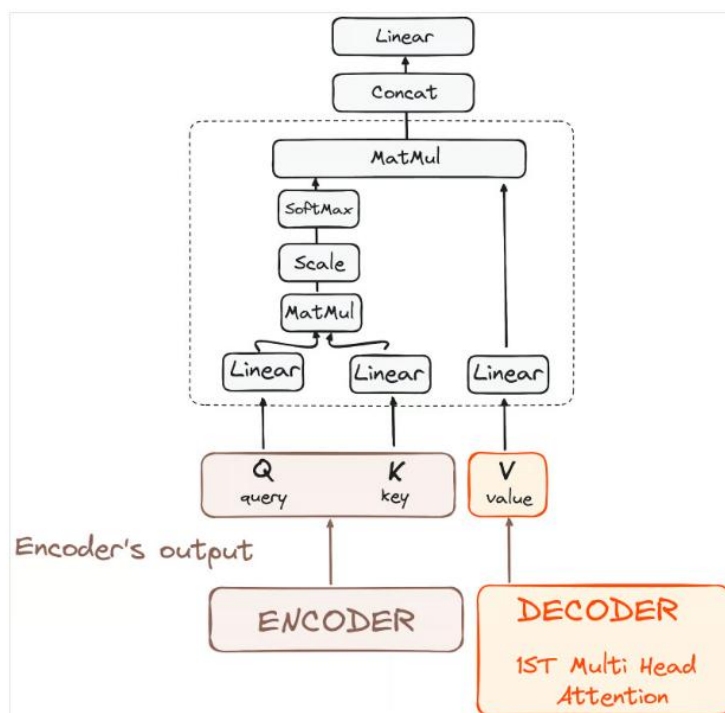 Linear
Concat
MatMul
SoftMax
Scale
MatMul
Linear
Linear
Linear
Q
query
K
key
V
value
Encoder's output
ENCODER
DECODER
1ST Multi Head
Attention